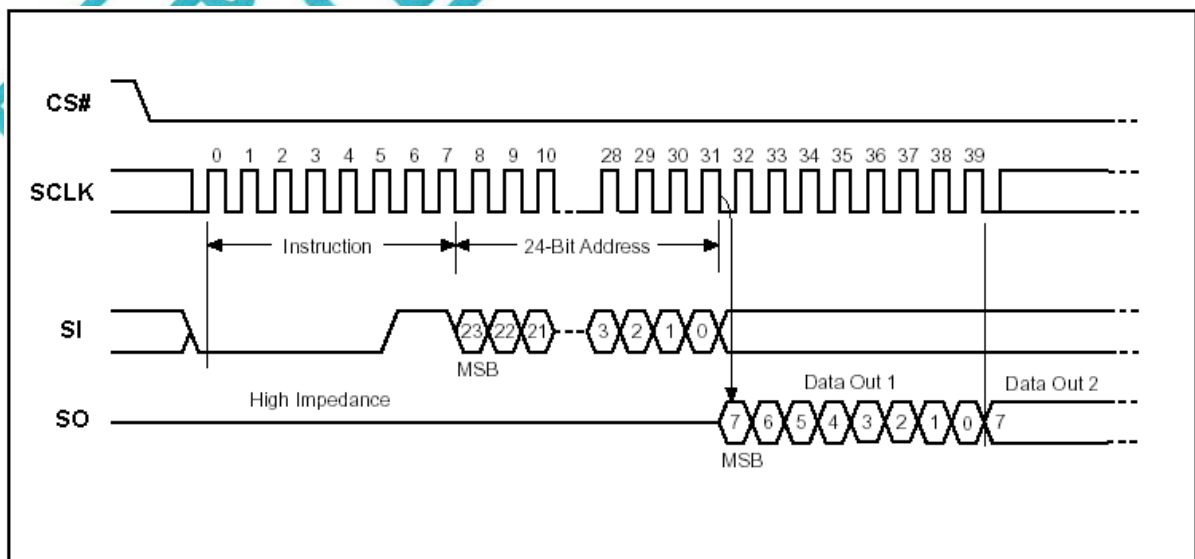 CS#
0 1 2 3 4 5 6 7 8 9 10 28 29 30 31 32 33 34 35 36 37 38 39
SCLK
Instruction 24-Bit Address
SI 23 22 21 3 2 1 0
MSB
Data Out 1 Data Out 2
High Impedance
SO 7 6 5 4 3 2 1 0 7
MSB